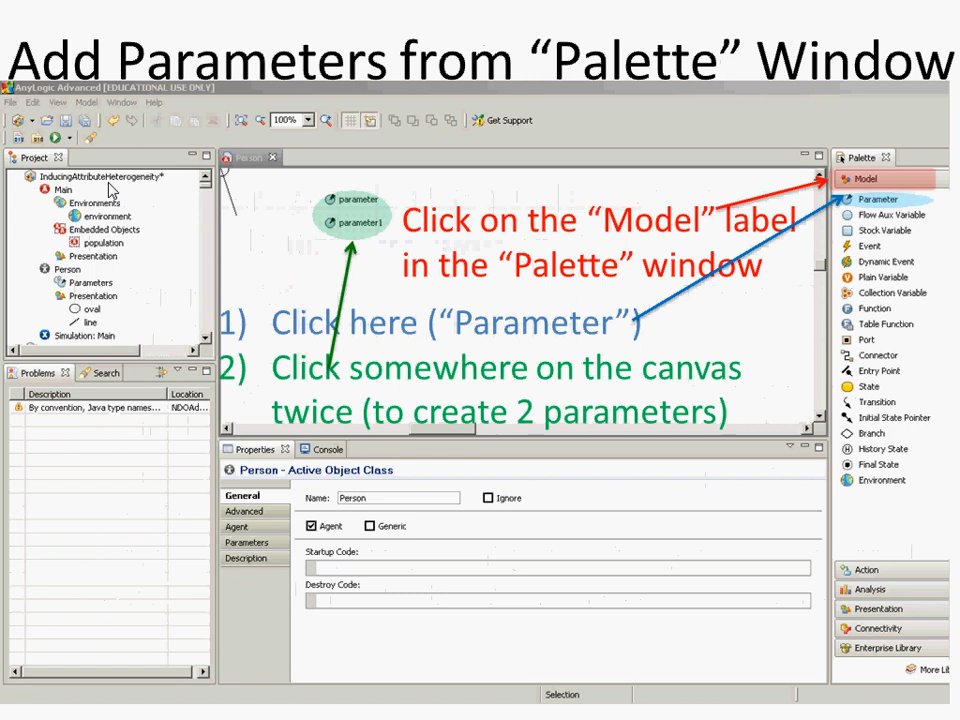 Add Parameters from “Palette” Window
AnyLogic Advanced [EDUCATIONAL USE ONLY]
File Edit View Model Window Help
100% Get Support
Project
InducingAttributeHeterogeneity*
Main
Environments
environment
Embedded Objects
population
Presentation
Person
Parameters
Presentation
oval
line
Simulation: Main
Problems Search
Description Location
By convention, Java type names... NDOAd...
Person
parameter
parameter1
Click on the “Model” label
in the “Palette” window
1) Click here (“Parameter”)
2) Click somewhere on the canvas
twice (to create 2 parameters)
Properties Console
Person - Active Object Class
General
Advanced
Agent
Parameters
Description
Name: Person Ignore
Agent Generic
Startup Code:
Destroy Code:
Palette
Model
Parameter
Flow Aux Variable
Stock Variable
Event
Dynamic Event
Plain Variable
Collection Variable
Function
Table Function
Port
Connector
Entry Point
State
Transition
Initial State Pointer
Branch
History State
Final State
Environment
Action
Analysis
Presentation
Connectivity
Enterprise Library
More Li
Selection